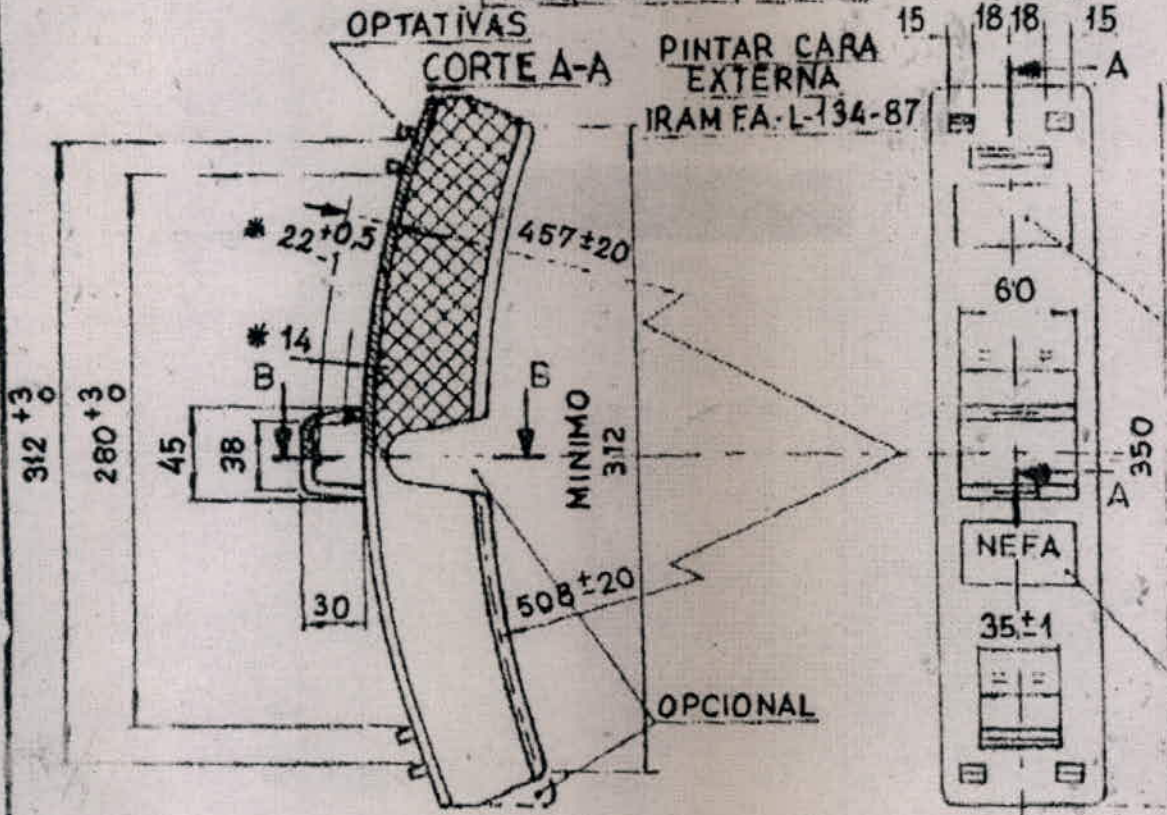 OPTATIVAS
CORTE A-A
PINTAR CARA
EXTERNA
IRAM F.A. L-134-87
15 18 18 15
A
* 22 +0,5 -1
457±20
* 14
B
B
60
312 +3 0
280 +3 0
45
38
MINIMO
312
350
A
NEFA
30
508±20
35±1
OPCIONAL